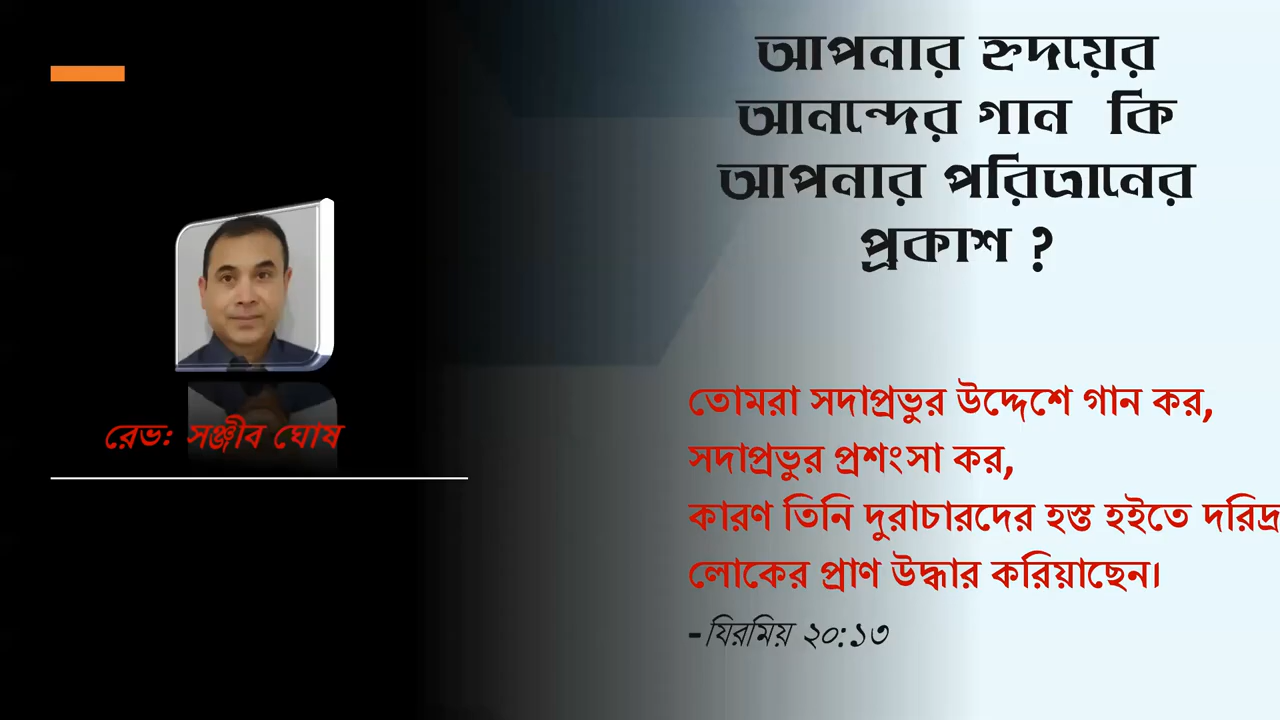 আপনার হৃদয়ের
আনন্দের গান কি
আপনার পরিত্রানের
প্রকাশ ?
রেভ: সঞ্জীব ঘোষ
তোমরা সদাপ্রভুর উদ্দেশে গান কর,
সদাপ্রভুর প্রশংসা কর,
কারণ তিনি দুরাচারদের হস্ত হইতে দরিদ্র
লোকের প্রাণ উদ্ধার করিয়াছেন।
-যিরমিয় ২০:১৩